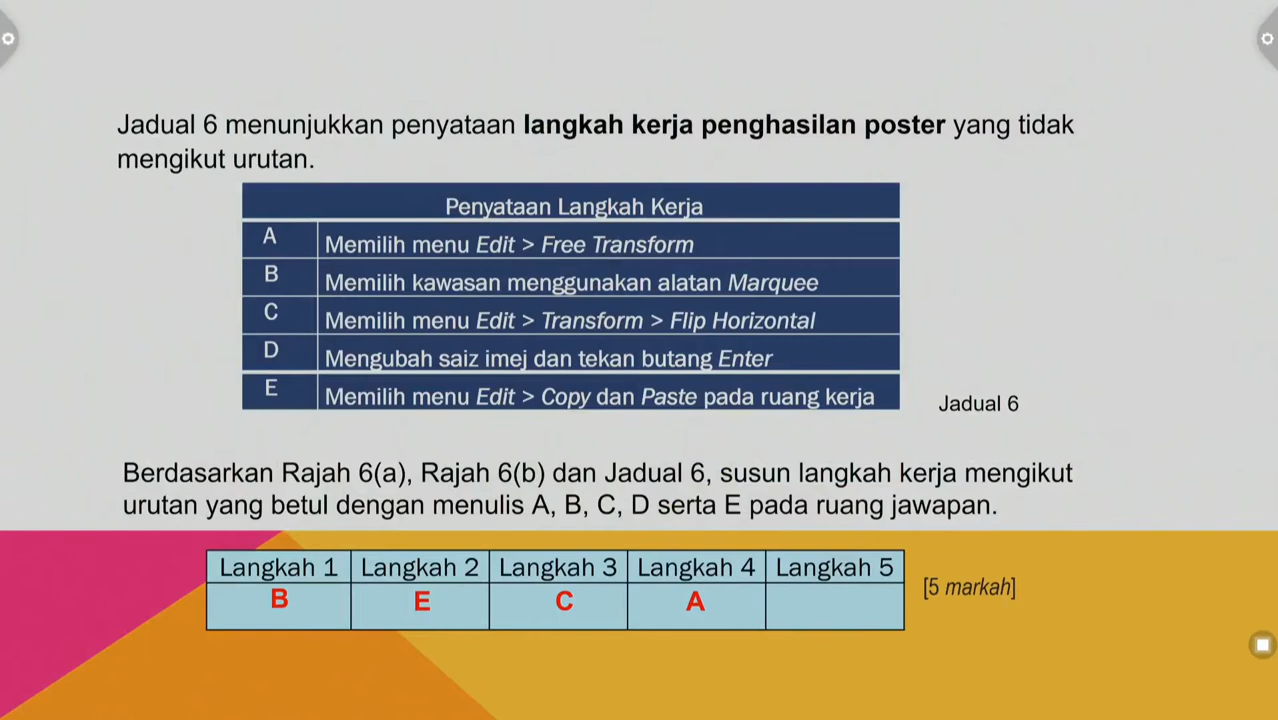 Jadual 6 menunjukkan penyataan langkah kerja penghasilan poster yang tidak
mengikut urutan.
Penyataan Langkah Kerja
A Memilih menu Edit > Free Transform
B Memilih kawasan menggunakan alatan Marquee
C Memilih menu Edit > Transform > Flip Horizontal
D Mengubah saiz imej dan tekan butang Enter
E Memilih menu Edit > Copy dan Paste pada ruang kerja
Jadual 6
Berdasarkan Rajah 6(a), Rajah 6(b) dan Jadual 6, susun langkah kerja mengikut
urutan yang betul dengan menulis A, B, C, D serta E pada ruang jawapan.
Langkah 1 Langkah 2 Langkah 3 Langkah 4 Langkah 5
B E C A
[5 markah]